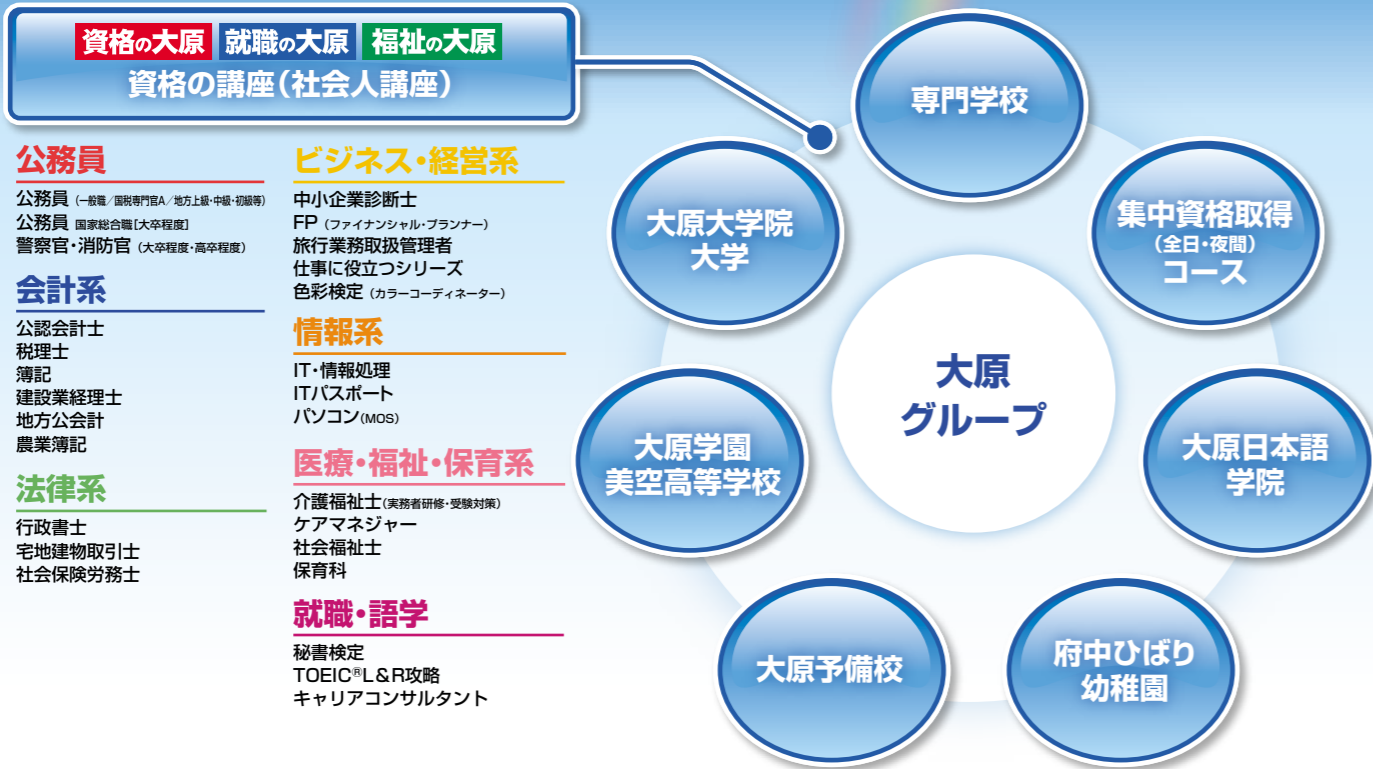 資格の大原 就職の大原 福祉の大原
資格の講座(社会人講座)
公務員
公務員 (一般職/国税専門官A/地方上級・中級・初級等)
公務員 国家総合職[大卒程度]
警察官・消防官 (大卒程度・高卒程度)
会計系
公認会計士
税理士
簿記
建設業経理士
地方公会計
農業簿記
法律系
行政書士
宅地建物取引士
社会保険労務士
ビジネス・経営系
中小企業診断士
FP (ファイナンシャル・プランナー)
旅行業務取扱管理者
仕事に役立つシリーズ
色彩検定 (カラーコーディネーター)
情報系
IT・情報処理
ITパスポート
パソコン(MOS)
医療・福祉・保育系
介護福祉士(実務者研修・受験対策)
ケアマネジャー
社会福祉士
保育科
就職・語学
秘書検定
TOEIC®L&R攻略
キャリアコンサルタント
専門学校
集中資格取得
(全日・夜間)
コース
大原日本語
学院
府中ひばり
幼稚園
大原予備校
大原学園
美空高等学校
大原大学院
大学
大原
グループ